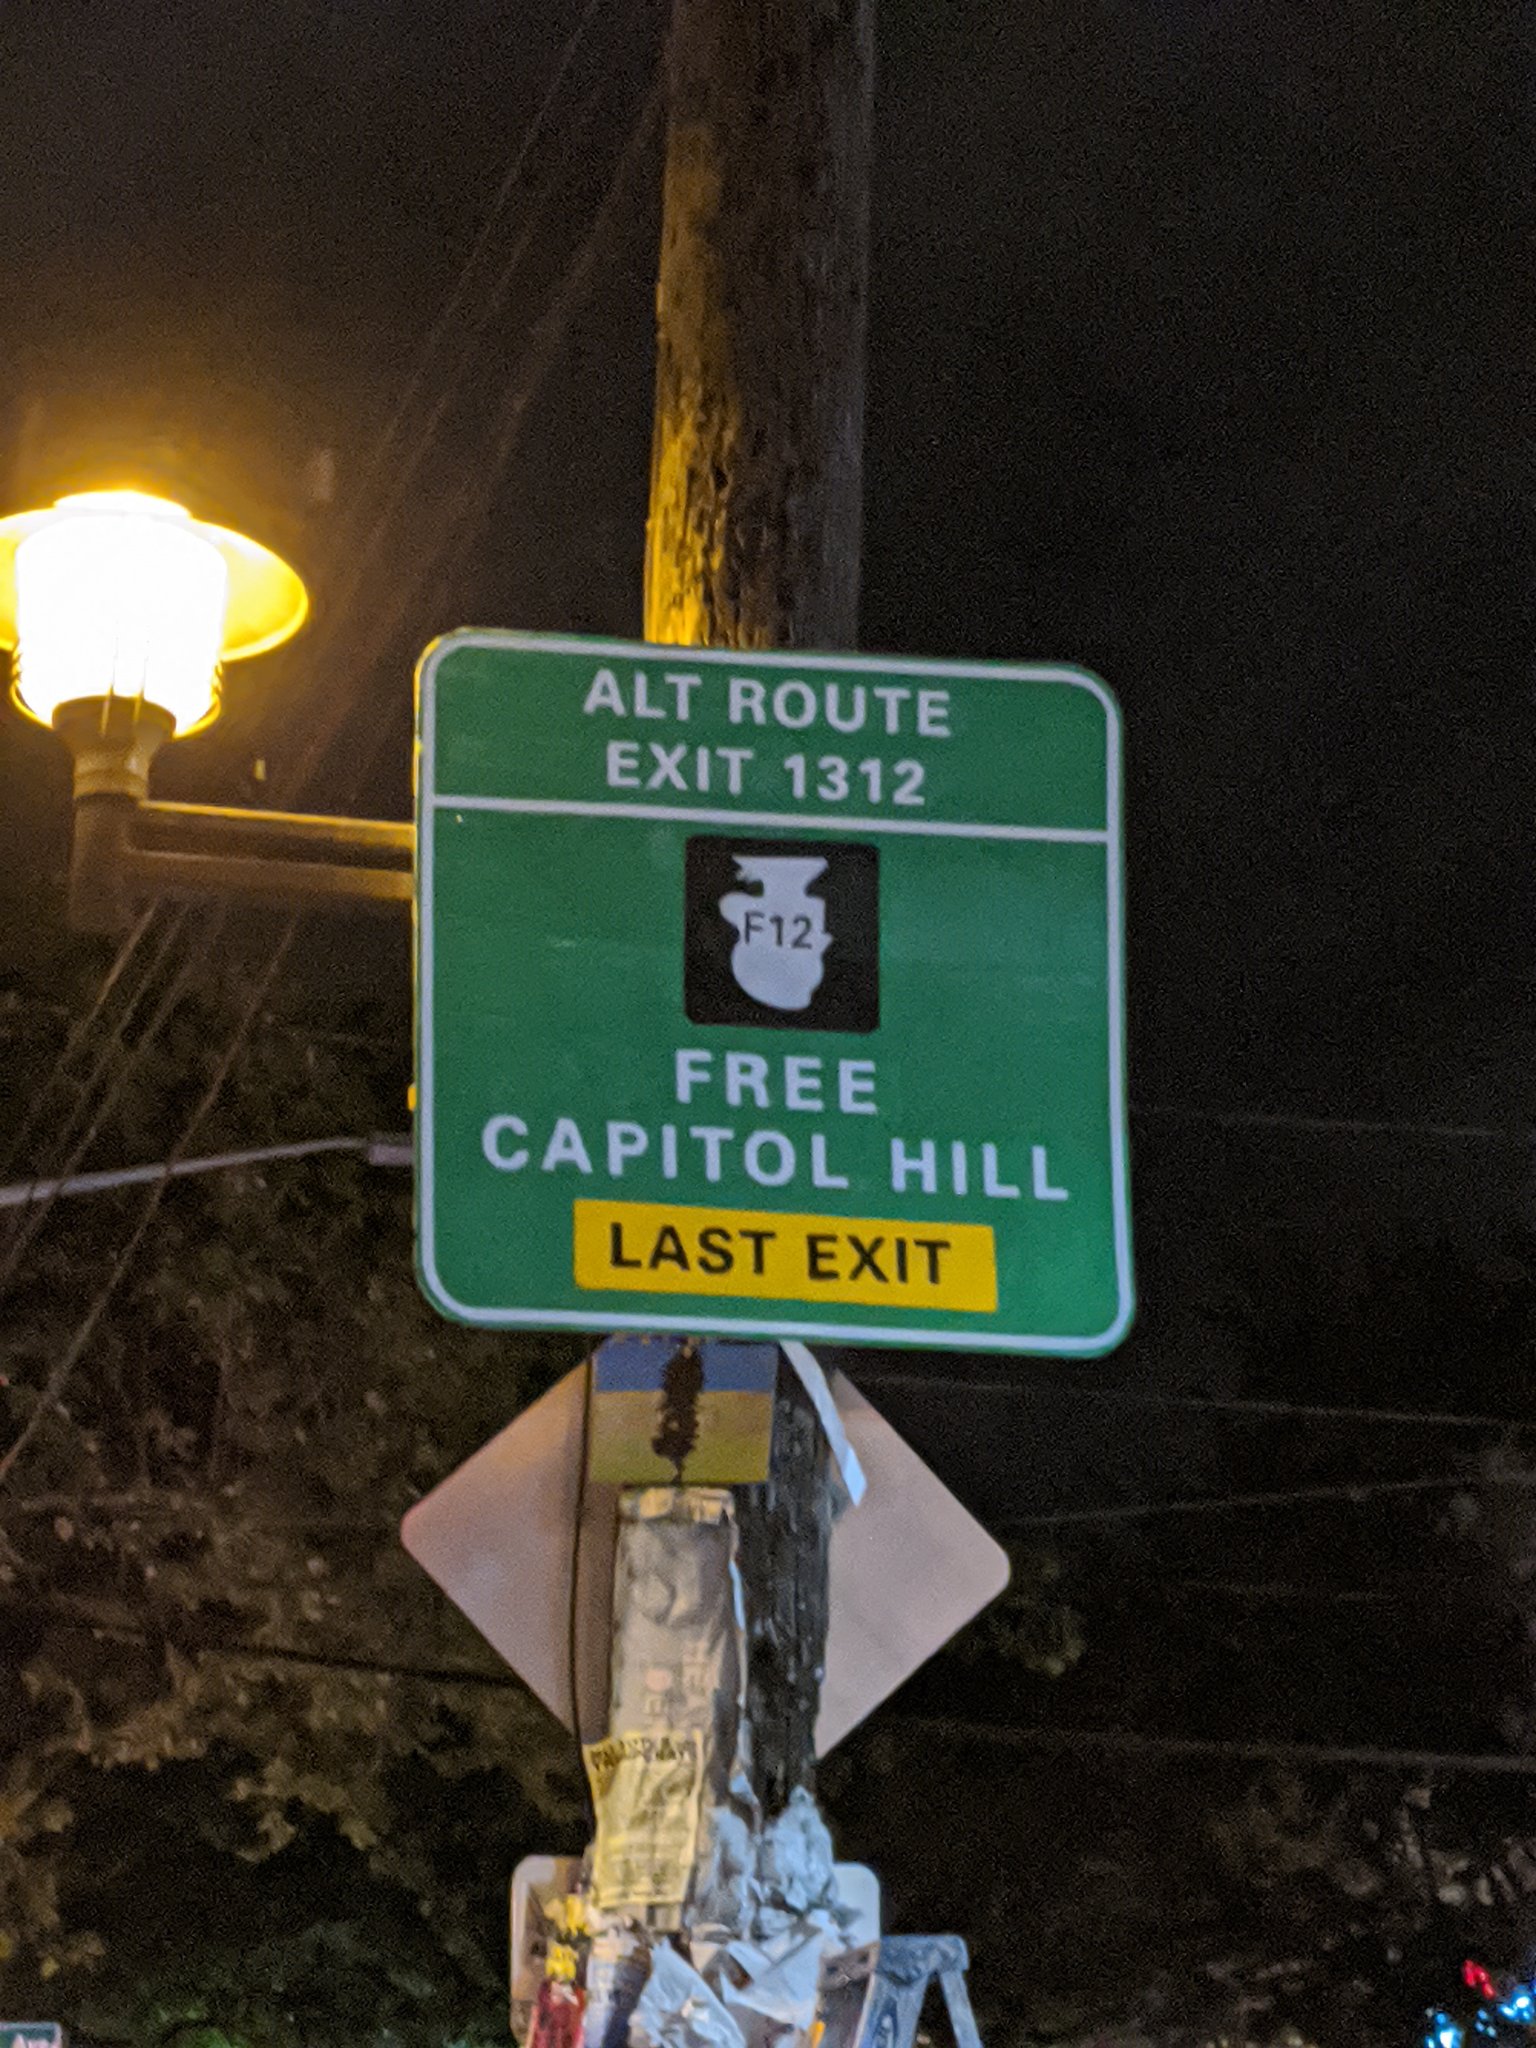 ALT ROUTE
EXIT 1312
F12
FREE
CAPITOL HILL
LAST EXIT